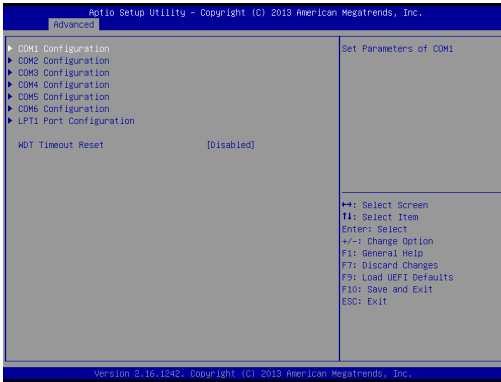 Aptio Setup Utility – Copyright (C) 2013 American Megatrends, Inc.
Advanced
COM1 Configuration
COM2 Configuration
COM3 Configuration
COM4 Configuration
COM5 Configuration
COM6 Configuration
LPT1 Port Configuration
WDT Timeout Reset [Disabled]
Set Parameters of COM1
↔: Select Screen
↑↓: Select Item
Enter: Select
+/-: Change Option
F1: General Help
F7: Discard Changes
F9: Load UEFI Defaults
F10: Save and Exit
ESC: Exit
Version 2.16.1242. Copyright (C) 2013 American Megatrends, Inc.